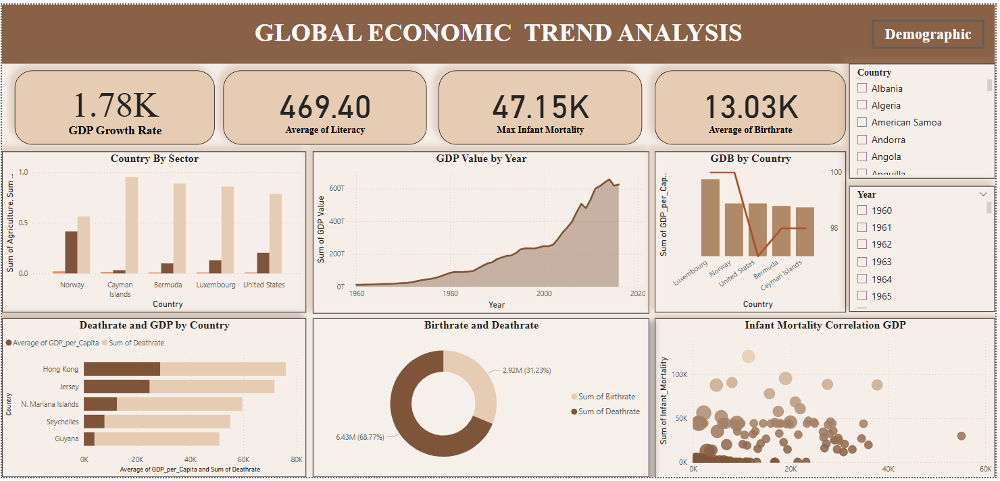 GLOBAL ECONOMIC TREND ANALYSIS
Demographic
1.78K
GDP Growth Rate
469.40
Average of Literacy
47.15K
Max Infant Mortality
13.03K
Average of Birthrate
Country
Albania
Algeria
American Samoa
Andorra
Angola
Anguilla
Year
1960
1961
1962
1963
1964
1965
Country By Sector
Sum of Agriculture, Sum ...
1.0
0.5
0.0
Norway
Cayman
Islands
Bermuda
Luxembourg
United States
Country
GDP Value by Year
Sum of GDP Value
600T
400T
200T
0T
1960
1980
2000
2020
Year
GDB by Country
Sum of GDP_per_Cap...
100
98
Luxembourg
Norway
United States
Bermuda
Cayman Islands
Country
Deathrate and GDP by Country
Average of GDP_per_Capita
Sum of Deathrate
Country
Hong Kong
Jersey
N. Mariana Islands
Seychelles
Guyana
0K
20K
40K
60K
80K
Average of GDP_per_Capita and Sum of Deathrate
Birthrate and Deathrate
2.92M (31.23%)
6.43M (68.77%)
Sum of Birthrate
Sum of Deathrate
Infant Mortality Correlation GDP
Sum of Infant_Mortality
100K
50K
0K
0K
20K
40K
60K